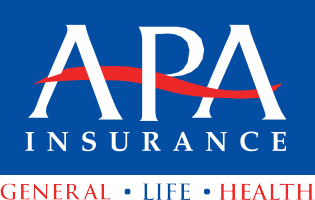 APA
INSURANCE
GENERAL • LIFE • HEALTH